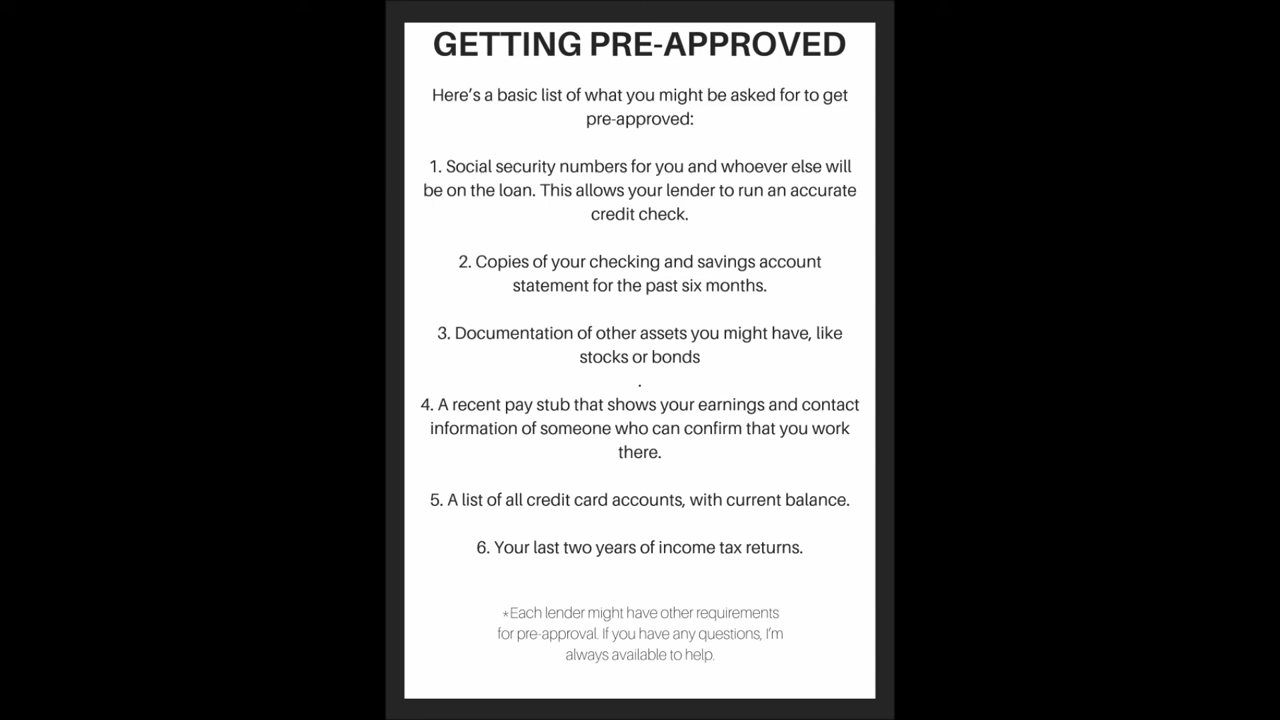 GETTING PRE-APPROVED
Here's a basic list of what you might be asked for to get
pre-approved:
1. Social security numbers for you and whoever else will
be on the loan. This allows your lender to run an accurate
credit check.
2. Copies of your checking and savings account
statement for the past six months.
3. Documentation of other assets you might have, like
stocks or bonds
.
4. A recent pay stub that shows your earnings and contact
information of someone who can confirm that you work
there.
5. A list of all credit card accounts, with current balance.
6. Your last two years of income tax returns.
*Each lender might have other requirements
for pre-approval. If you have any questions, I'm
always available to help.